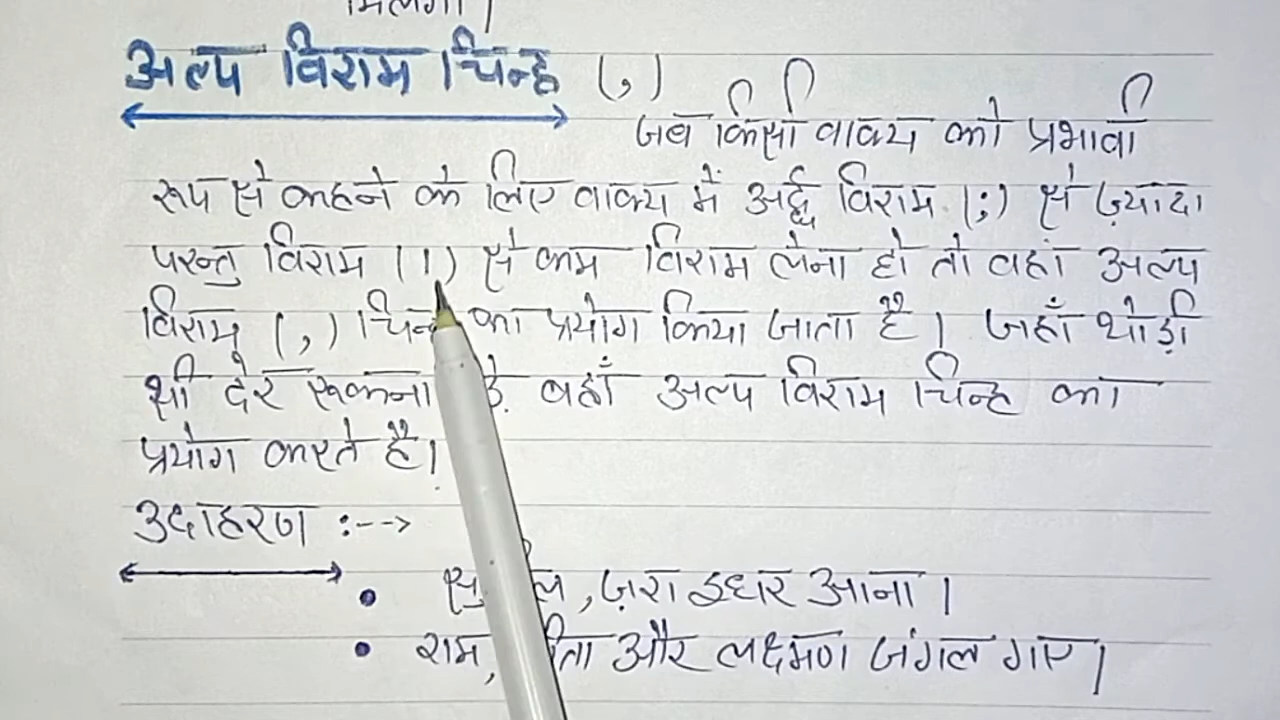 मिलेगा।
अल्प विराम चिन्ह (,)
जब किसी वाक्य को प्रभावी
रूप से कहने के लिए वाक्य में अर्द्ध विराम (;) से ज़्यादा
परन्तु विराम (।) से कम विराम लेना हो तो वहां अल्प
विराम (,) चिन्ह का प्रयोग किया जाता है। जहाँ थोड़ी
सी देर रूकना वहाँ अल्प विराम चिन्ह का
प्रयोग करते है।
उदाहरण :-->
• , ज़रा इधर आना।
• राम, और लक्ष्मण जंगल गए।